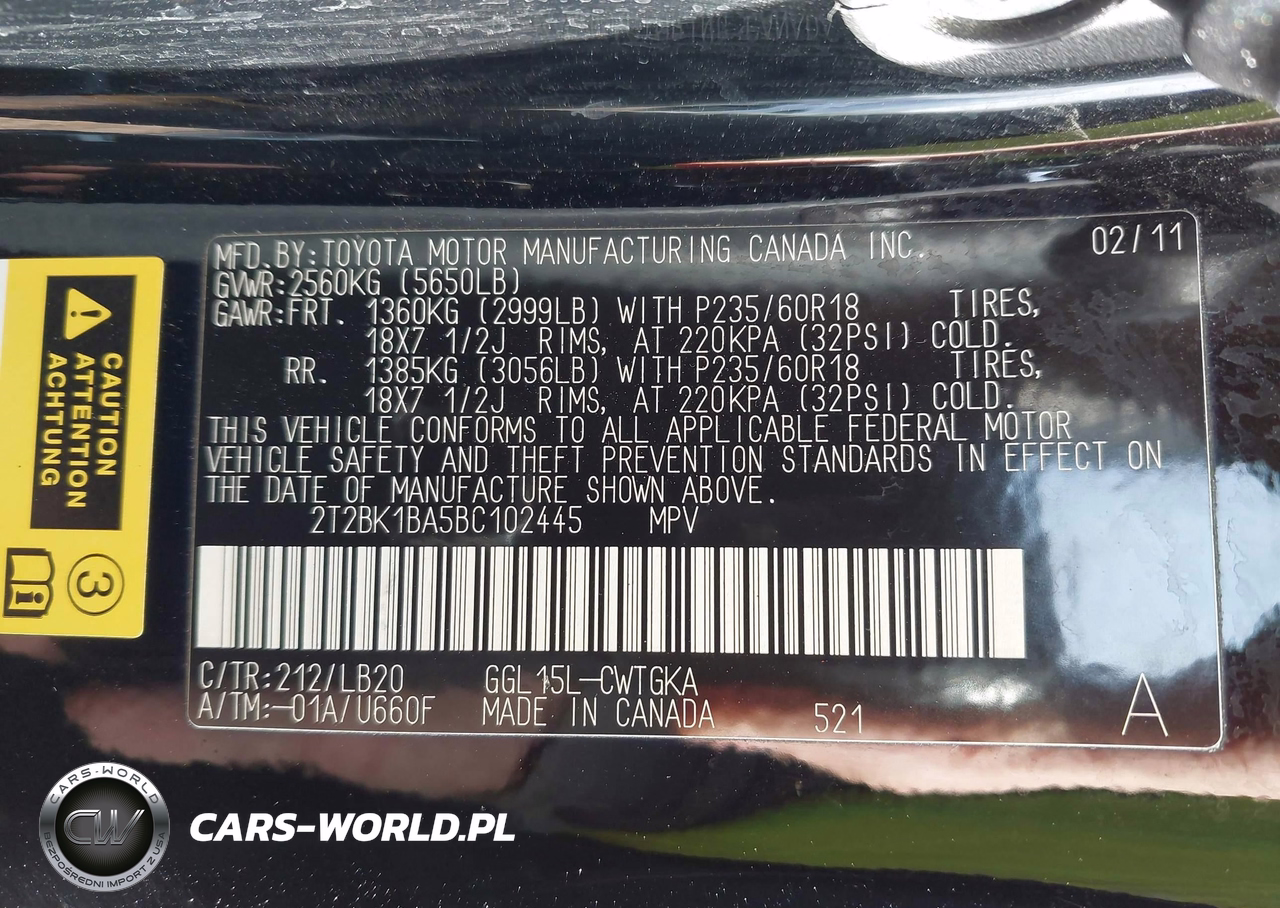 MFD. BY: TOYOTA MOTOR MANUFACTURING CANADA INC. 02/11
GVWR: 2560KG (5650LB)
GAWR: FRT. 1360KG (2999LB) WITH P235/60R18 TIRES,
18X7 1/2J RIMS, AT 220KPA (32PSI) COLD.
RR. 1385KG (3056LB) WITH P235/60R18 TIRES,
18X7 1/2J RIMS, AT 220KPA (32PSI) COLD.
THIS VEHICLE CONFORMS TO ALL APPLICABLE FEDERAL MOTOR
VEHICLE SAFETY AND THEFT PREVENTION STANDARDS IN EFFECT ON
THE DATE OF MANUFACTURE SHOWN ABOVE.
2T2BK1BA5BC102445 MPV
C/TR: 212/LB20 GGL15L-CWTGKA
A/TM: -01A/U660F MADE IN CANADA 521 A
CAUTION
ATTENTION
ACHTUNG
3
CARS-WORLD
CW
BEZPOŚREDNI IMPORT Z USA
CARS-WORLD.PL